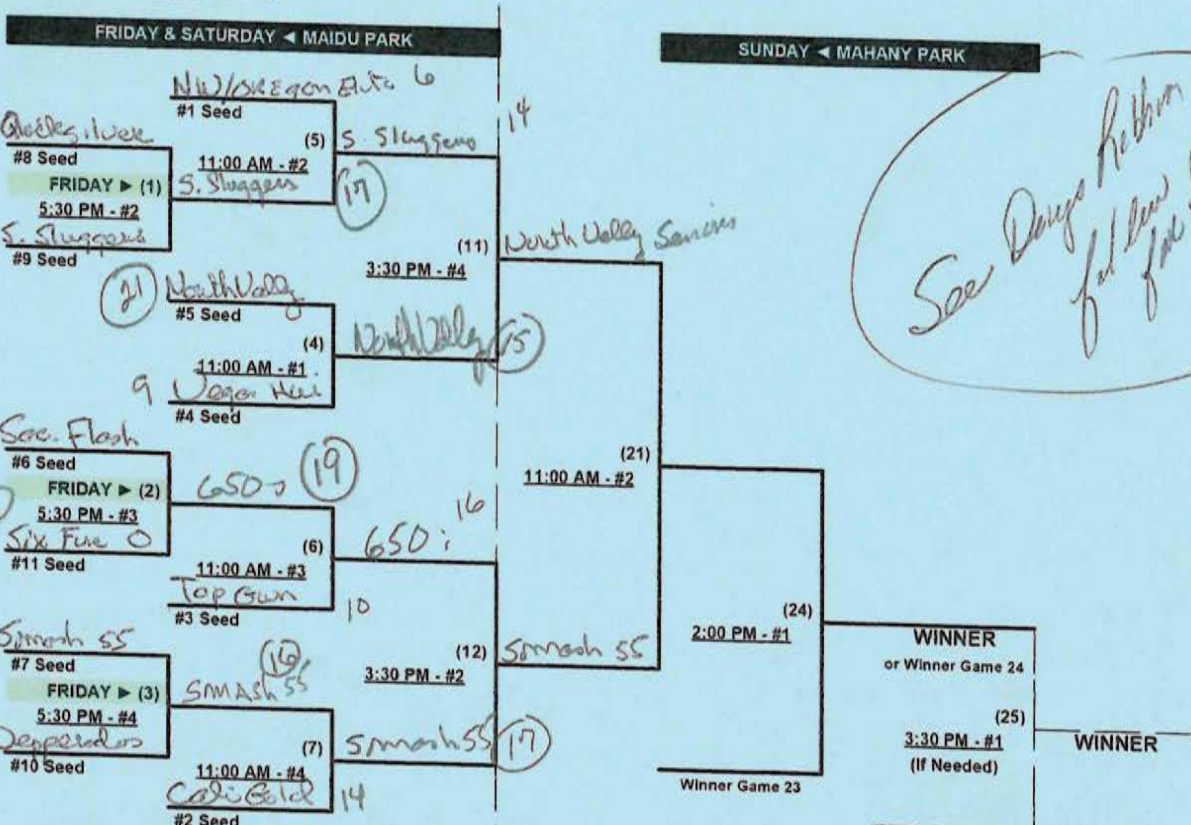 FRIDAY & SATURDAY ◄ MAIDU PARK
SUNDAY ◄ MAHANY PARK
NW/OREGON Elite 6
#1 Seed
#8 Seed
FRIDAY ► (1)
5:30 PM - #2
S. Sluggers
#9 Seed
(5)
11:00 AM - #2
S. Sluggers
S. Sluggers
17
14
(11)
3:30 PM - #4
North Valley Seniors
21
North Valley
#5 Seed
(4)
11:00 AM - #1
9
#4 Seed
North Valley
15
Sac. Flash
#6 Seed
FRIDAY ► (2)
5:30 PM - #3
Six Five O
#11 Seed
19
(6)
11:00 AM - #3
Top Gun
#3 Seed
10
16
Smash 55
#7 Seed
FRIDAY ► (3)
5:30 PM - #4
Desperados
#10 Seed
SMASH 55
(7)
11:00 AM - #4
Cali Gold
#2 Seed
14
(12)
3:30 PM - #2
Smash 55
17
Smash 55
(21)
11:00 AM - #2
(24)
2:00 PM - #1
Winner Game 23
WINNER
or Winner Game 24
(25)
3:30 PM - #1
(If Needed)
WINNER
See